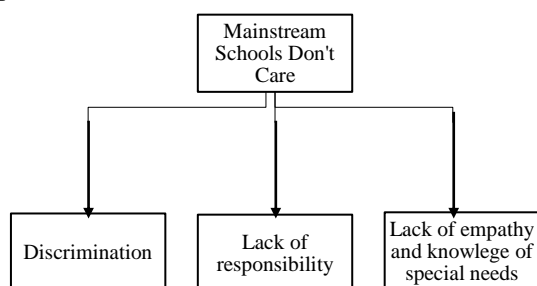 Mainstream
Schools Don't
Care
Discrimination
Lack of
responsibility
Lack of empathy
and knowlege of
special needs